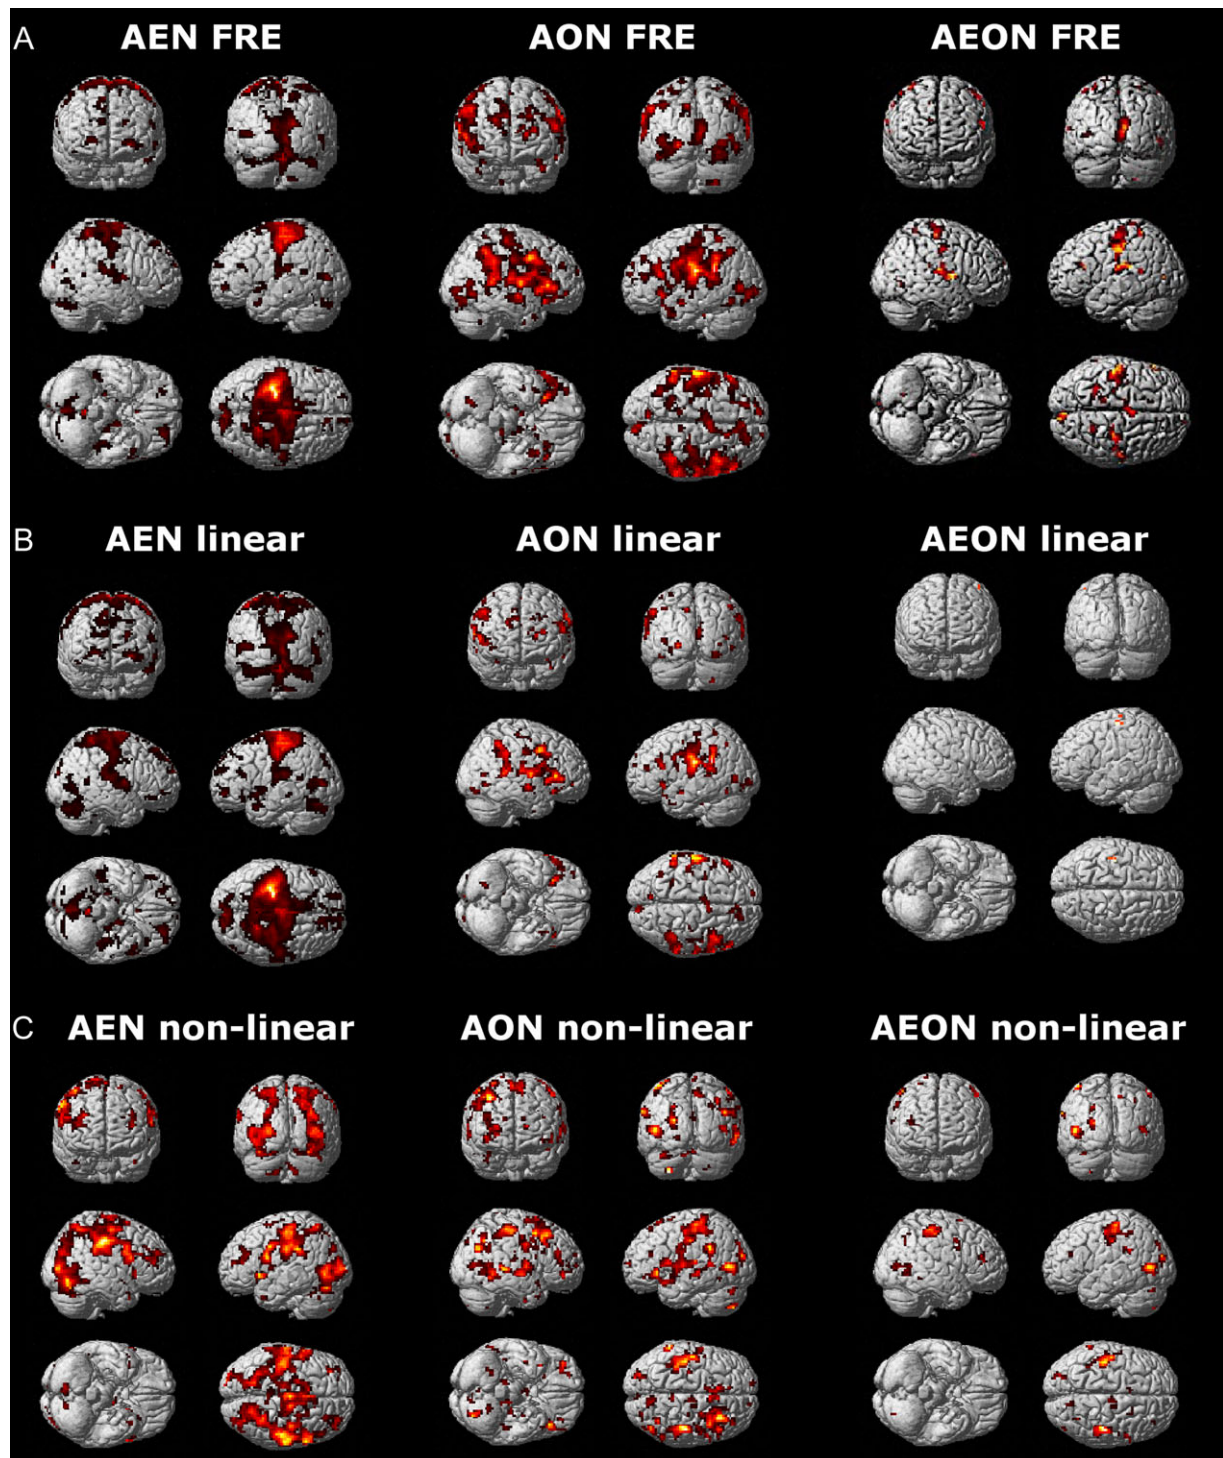 A
AEN FRE
AON FRE
AEON FRE
B
AEN linear
AON linear
AEON linear
C
AEN non-linear
AON non-linear
AEON non-linear